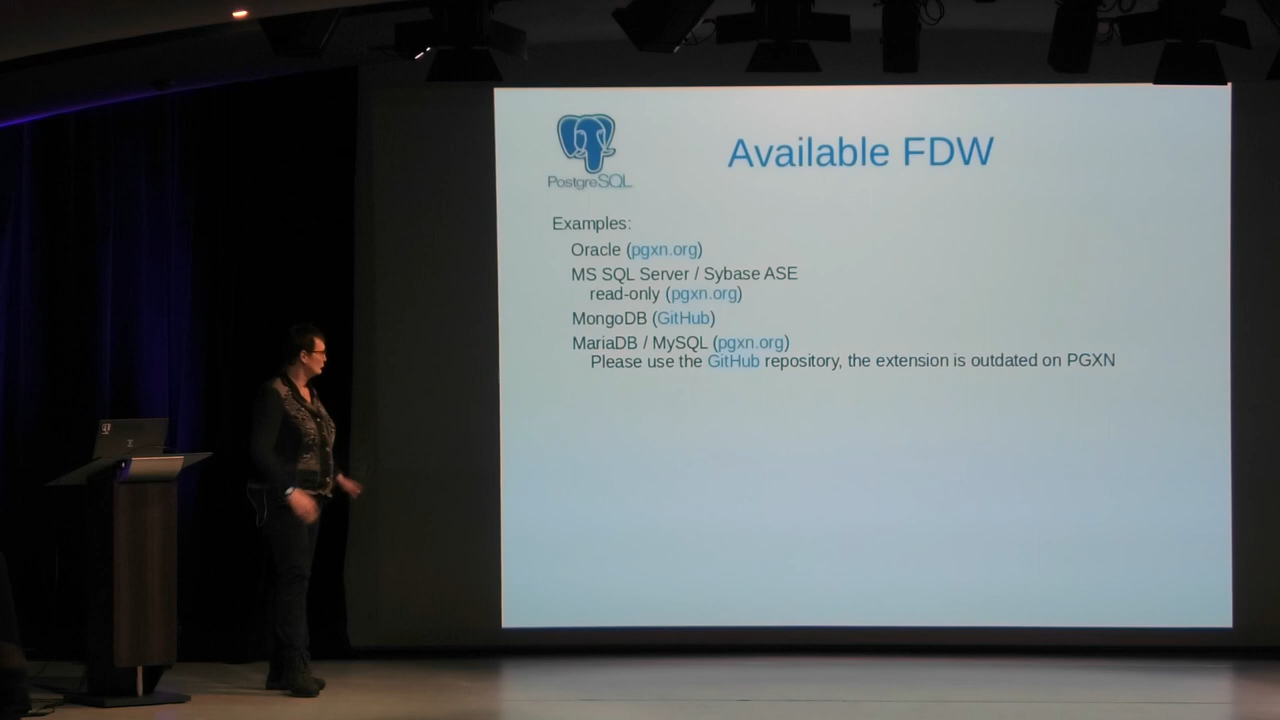 PostgreSQL
Available FDW
Examples:
Oracle (pgxn.org)
MS SQL Server / Sybase ASE
read-only (pgxn.org)
MongoDB (GitHub)
MariaDB / MySQL (pgxn.org)
Please use the GitHub repository, the extension is outdated on PGXN